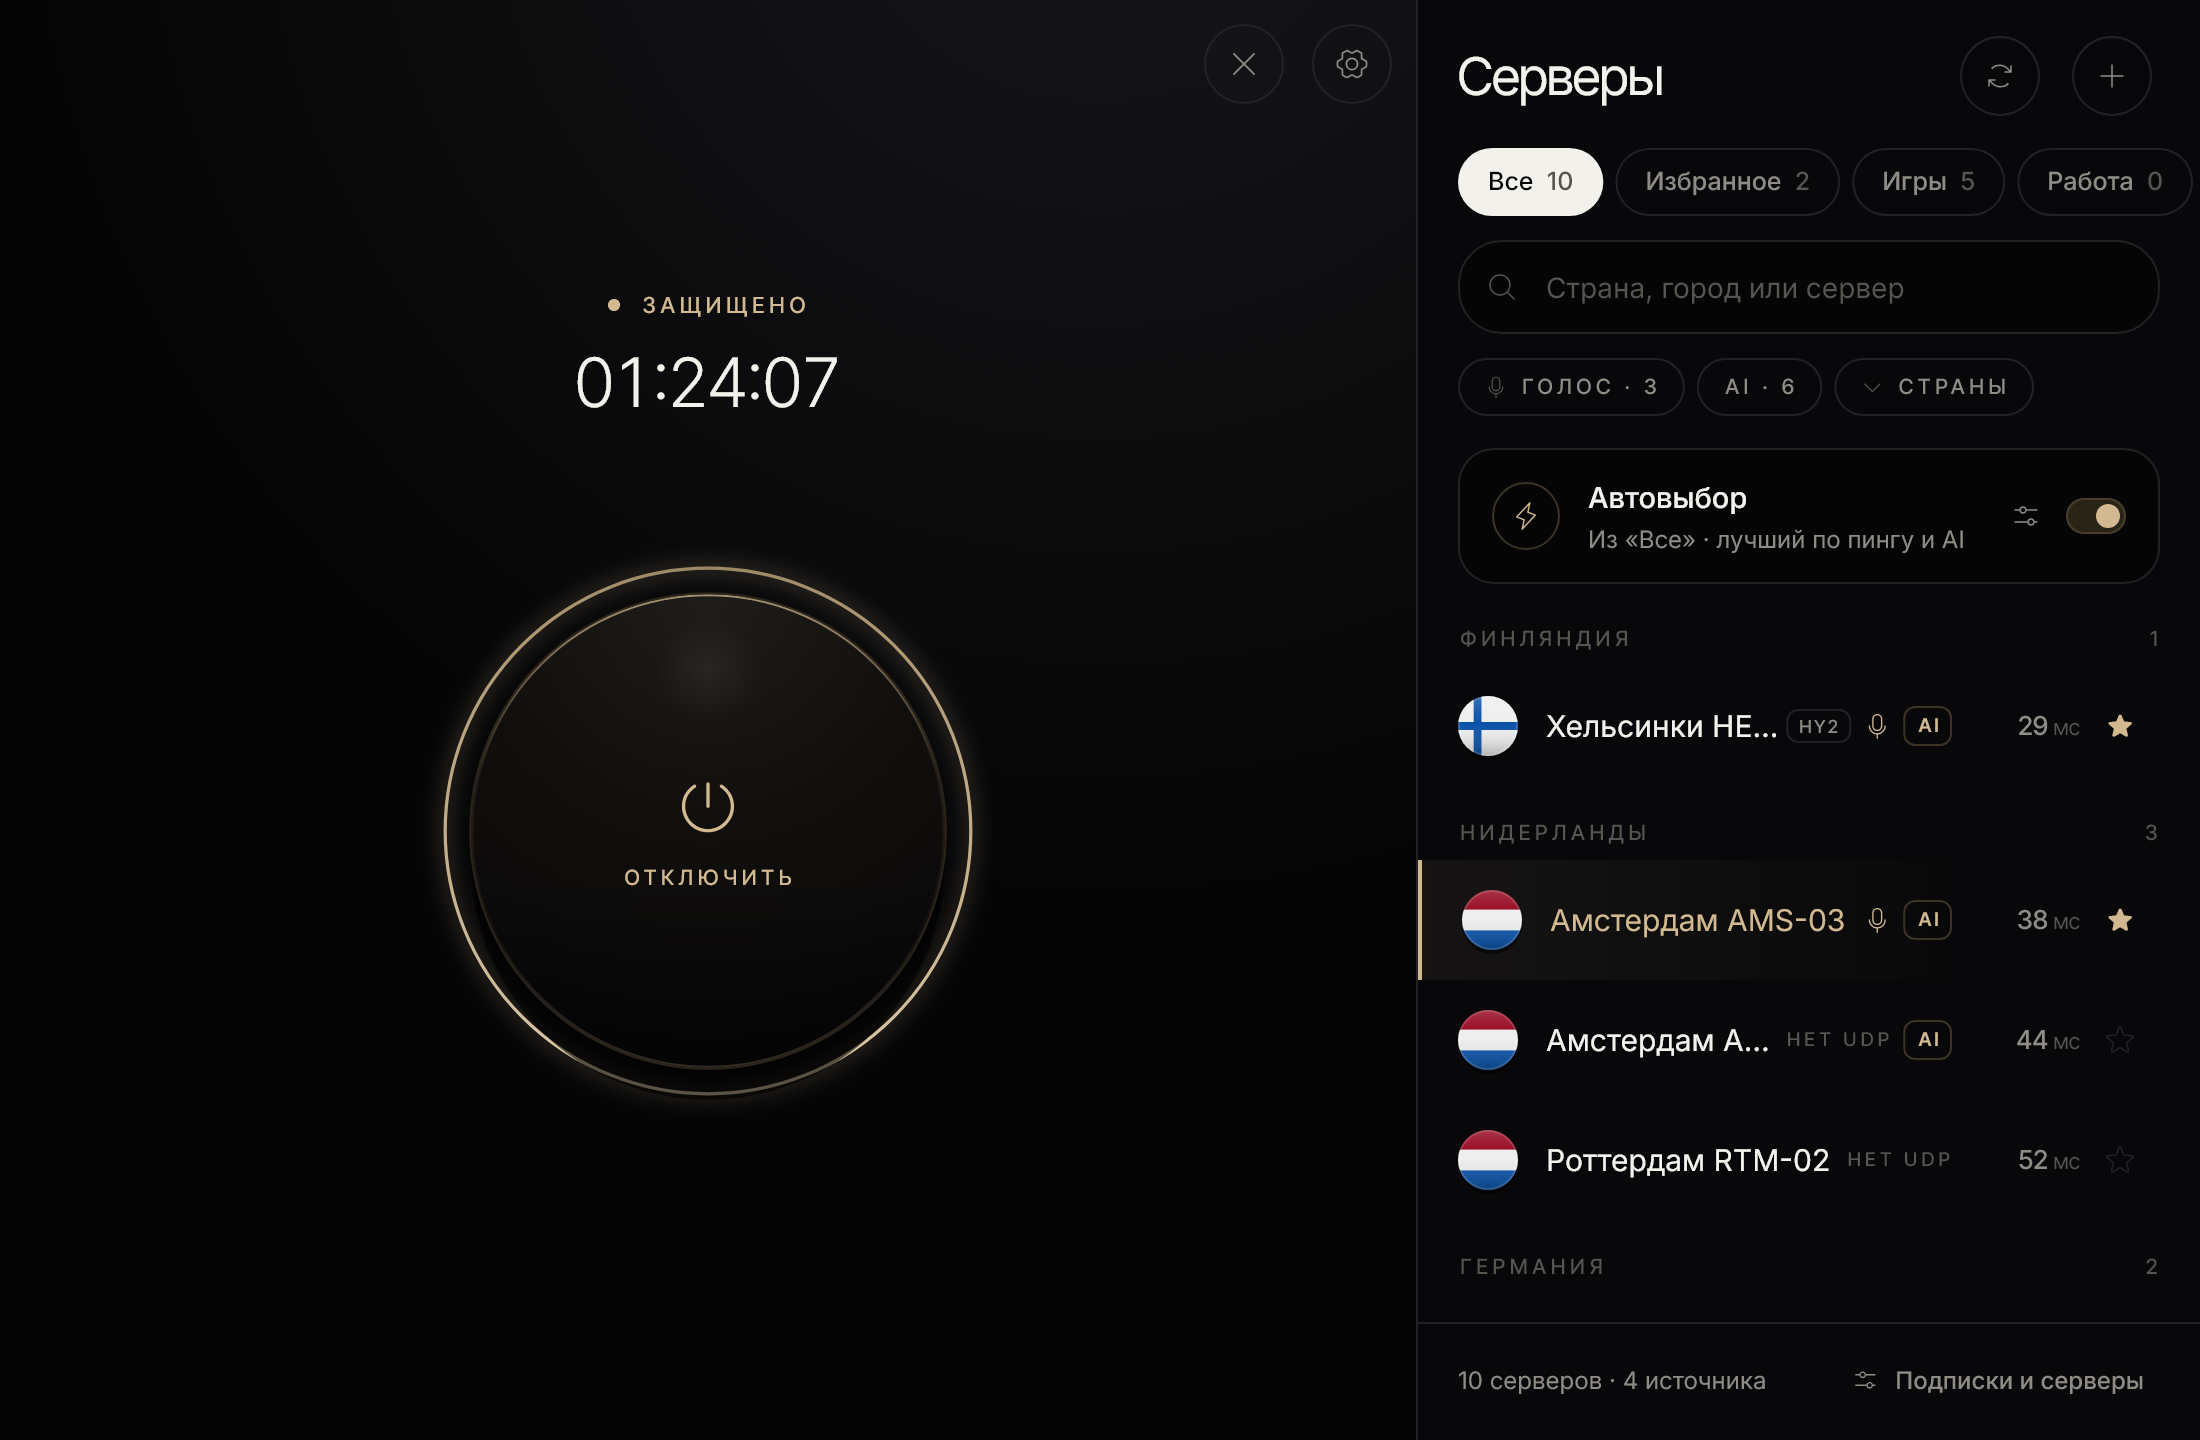 ЗАЩИЩЕНО
01:24:07
ОТКЛЮЧИТЬ
Серверы
Все 10 Избранное 2 Игры 5 Работа 0
Страна, город или сервер
ГОЛОС · 3 AI · 6 СТРАНЫ
Автовыбор
Из «Все» · лучший по пингу и AI
ФИНЛЯНДИЯ 1
Хельсинки HE... HY2 AI 29 мс
НИДЕРЛАНДЫ 3
Амстердам AMS-03 AI 38 мс
Амстердам A... НЕТ UDP AI 44 мс
Роттердам RTM-02 НЕТ UDP 52 мс
ГЕРМАНИЯ 2
10 серверов · 4 источника Подписки и серверы